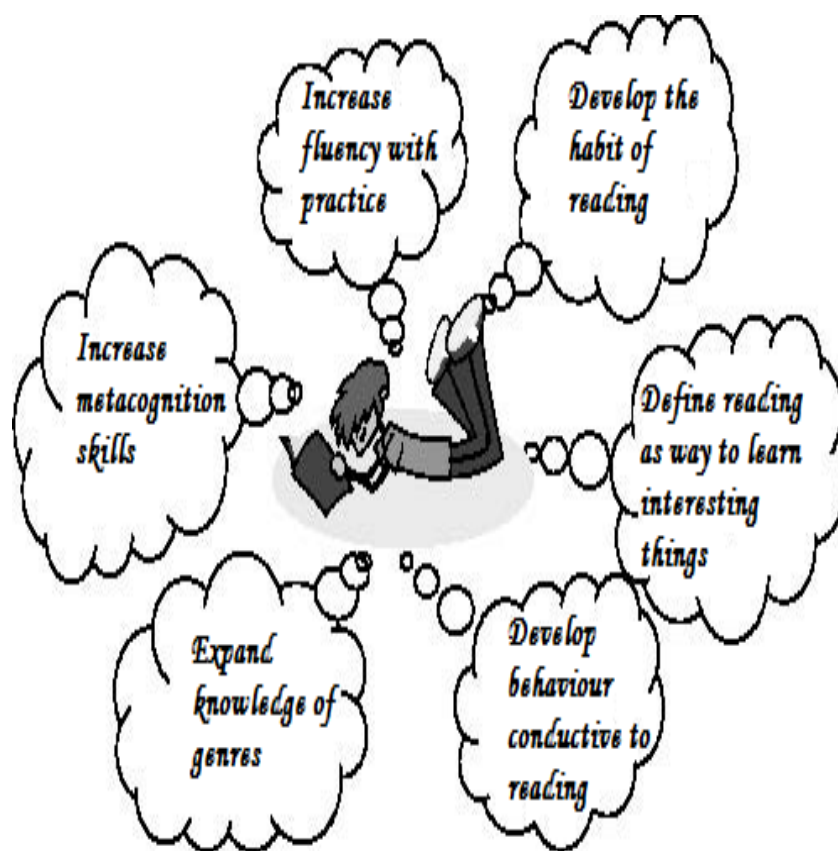 Increase
fluency with
practice
Develop the
habit of
reading
Increase
metacognition
skills
Define reading
as way to learn
interesting
things
Expand
knowledge of
genres
Develop
behaviour
conductive to
reading